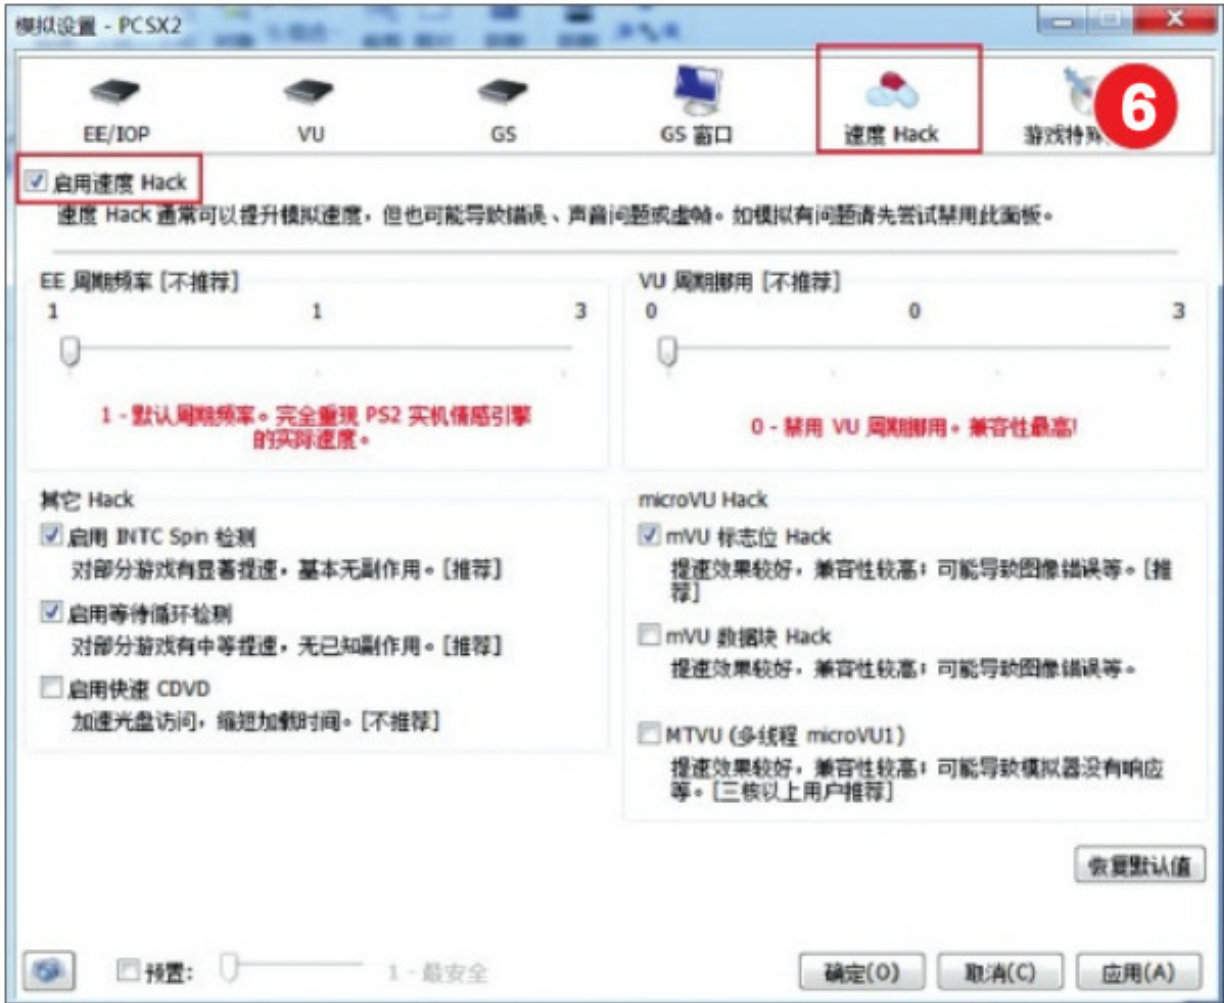 模拟设置 - PCSX2
EE/IOP
VU
GS
GS 窗口
速度 Hack
游戏特殊
6
启用速度 Hack
速度 Hack 通常可以提升模拟速度，但也可能导致错误、声音问题或虚帧。如模拟有问题请先尝试禁用此面板。
EE 周期频率 [不推荐]
1 1 3
1 - 默认周期频率。完全重现 PS2 实机情感引擎
的实际速度。
VU 周期挪用 [不推荐]
0 0 3
0 - 禁用 VU 周期挪用。兼容性最高!
其它 Hack
启用 INTC Spin 检测
对部分游戏有显著提速，基本无副作用。[推荐]
启用等待循环检测
对部分游戏有中等提速，无已知副作用。[推荐]
启用快速 CDVD
加速光盘访问，缩短加载时间。[不推荐]
microVU Hack
mVU 标志位 Hack
提速效果较好，兼容性较高；可能导致图像错误等。[推
荐]
mVU 数据块 Hack
提速效果较好，兼容性较高；可能导致图像错误等。
MTVU (多线程 microVU1)
提速效果较好，兼容性较高；可能导致模拟器没有响应
等。[三核以上用户推荐]
恢复默认值
预置:
1 - 最安全
确定(O)
取消(C)
应用(A)